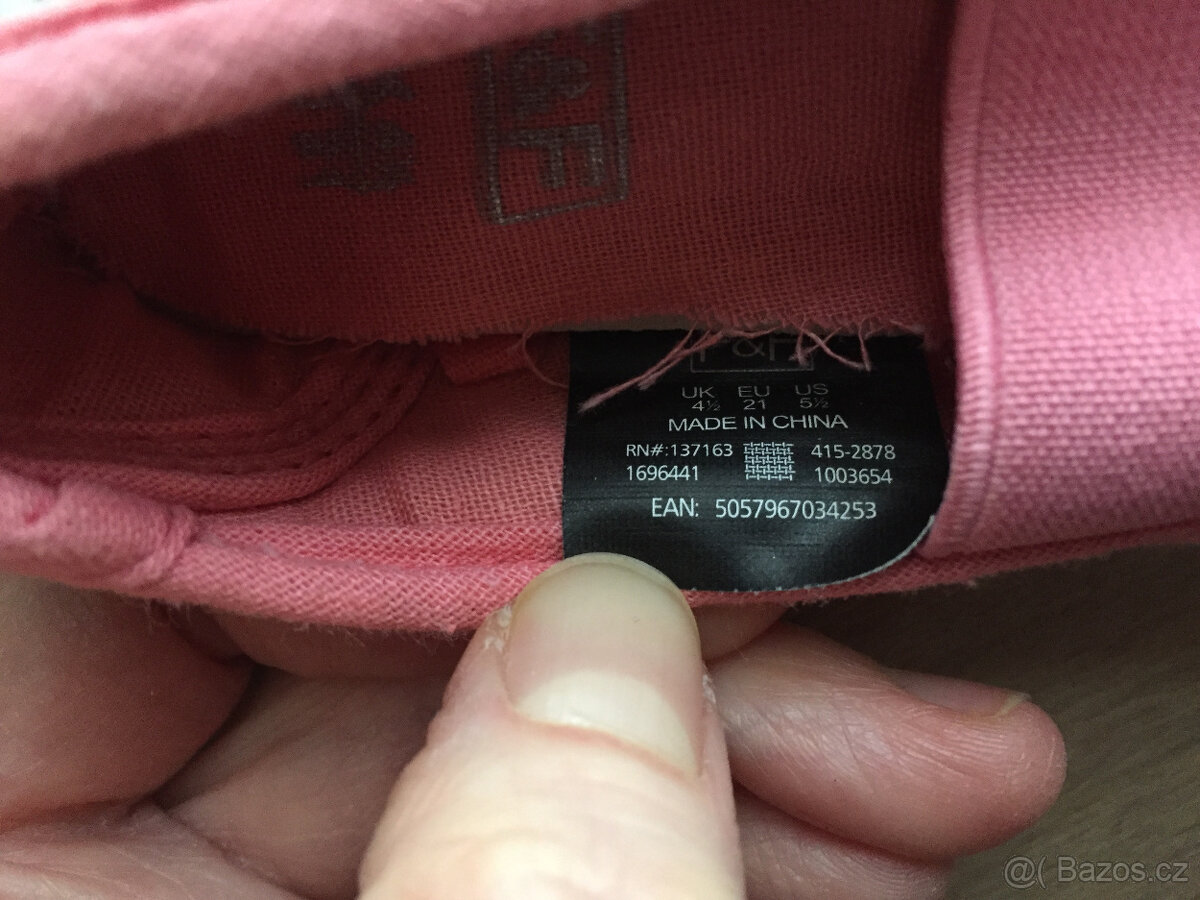 F&F
F&F
UK EU US
4½ 21 5½
MADE IN CHINA
RN#:137163 415-2878
1696441 1003654
EAN: 5057967034253
@( Bazos.cz